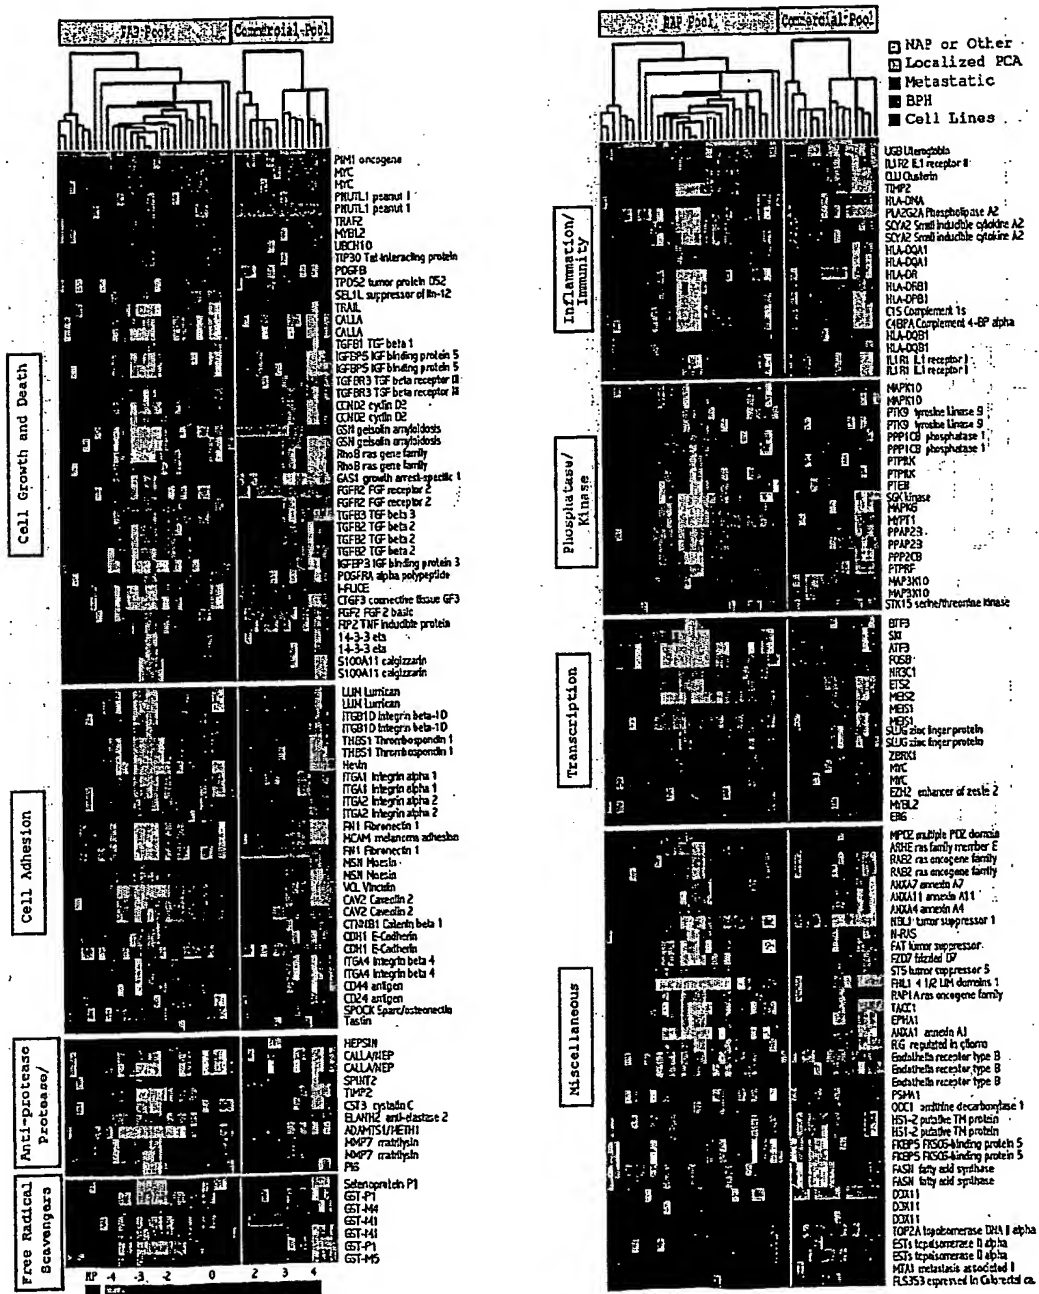 Commercial-Pool
PIM1 oncogene
MYC
MYC
PNUTL1 peanut 1
PNUTL1 peanut 1
TRAF2
MYBL2
UBCH10
TIP30 Tat-interacting protein
PDGFB
TPD52 tumor protein D52
SEL1L suppressor of lin-12
TRAIL
CALLA
CALLA
TGFB1 TGF beta 1
IGFBP5 IGF binding protein 5
IGFBP5 IGF binding protein 5
TGFBR3 TGF beta receptor III
TGFBR3 TGF beta receptor III
CCND2 cyclin D2
CCND2 cyclin D2
GSN gelsolin amyloidosis
GSN gelsolin amyloidosis
RhoB ras gene family
RhoB ras gene family
GAS1 growth arrest-specific 1
FGFR2 FGF receptor 2
FGFR2 FGF receptor 2
TGFB3 TGF beta 3
TGFB2 TGF beta 2
TGFB2 TGF beta 2
TGFB2 TGF beta 2
IGFBP3 IGF binding protein 3
PDGFRA alpha polypeptide
I-FLICE
CTGF3 connective tissue GF3
FGF2 FGF 2 basic
FIP2 TNF inducible protein
14-3-3 eta
14-3-3 eta
S100A11 calgizzarin
S100A11 calgizzarin
Cell Growth and Death
LUM Lumican
LUM Lumican
ITGB1D Integrin beta-1D
ITGB1D Integrin beta-1D
THBS1 Thrombospondin 1
THBS1 Thrombospondin 1
Hevin
ITGA1 Integrin alpha 1
ITGA1 Integrin alpha 1
ITGA2 Integrin alpha 2
ITGA2 Integrin alpha 2
FN1 Fibronectin 1
MCAM melanoma adhesion
FN1 Fibronectin 1
MSN Moesin
MSN Moesin
VCL Vinculin
CAV2 Caveolin 2
CAV2 Caveolin 2
CTNNB1 Catenin beta 1
CDH1 E-Cadherin
CDH1 E-Cadherin
ITGA4 Integrin beta 4
ITGA4 Integrin beta 4
CD44 antigen
CD24 antigen
SPOCK Sparc/osteonectin
Tastin
Cell Adhesion
HEPSIN
CALLA/NEP
CALLA/NEP
SPINT2
TIMP2
CST3 cystatin C
ELANH2 anti-elastase 2
ADAMTS1/METH1
MMP7 matrilysin
MMP7 matrilysin
PI6
Anti-protease/
Protease/
Selenoprotein P1
GST-P1
GST-M4
GST-M1
GST-M1
GST-P1
GST-M5
Free Radical
Scavangers
-4 -3 -2 0 2 3 4
Commercial-Pool
NAP or Other
Localized PCA
Metastatic
BPH
Cell Lines
UGB Uteroglobin
IL1R2 IL1 receptor II
CLU Clusterin
TIMP2
HLA-DMA
PLA2G2A Phospholipase A2
SCYA2 Small inducible cytokine A2
SCYA2 Small inducible cytokine A2
HLA-DQA1
HLA-DQA1
HLA-DR
HLA-DRB1
HLA-DPB1
C1S Complement 1s
C4BPA Complement 4-BP alpha
HLA-DQB1
HLA-DQB1
IL1R1 IL1 receptor I
IL1R1 IL1 receptor I
Inflammation/
Immunity
MAPK10
MAPK10
PTK9 tyrosine kinase 9
PTK9 tyrosine kinase 9
PPP1CB phosphatase 1
PPP1CB phosphatase 1
PTPRK
PTPRK
SGK kinase
MAPK6
MYPT1
PPAP2B
PPAP2B
PPP2CB
PTPRF
MAP3K10
MAP3K10
STK15 serine/threonine kinase
Phosphatase/
Kinase
BTF3
SKI
ATF3
FOSB
NR3C1
ETS2
MEIS2
MEIS1
MEIS1
SLUG zinc finger protein
SLUG zinc finger protein
MYC
MYC
EZH2 enhancer of zeste 2
MYBL2
ERG
Transcription
MPDZ multiple PDZ domain
ARHE ras family member E
RAB2 ras oncogene family
RAB2 ras oncogene family
ANXA7 annexin A7
ANXA11 annexin A11
ANXA4 annexin A4
NBL1 tumor suppressor 1
N-RAS
FAT tumor suppressor
FZD7 frizzled D7
ST5 tumor suppressor 5
FHL1 4 1/2 LIM domains 1
RAP1A ras oncogene family
TACC1
EPHA1
ANXA1 annexin A1
RIG regulated in glioma
Endothelin receptor type B
Endothelin receptor type B
Endothelin receptor type B
PSMA1
ODC1 ornithine decarboxylase 1
HS1-2 putative TM protein
HS1-2 putative TM protein
FKBP5 FK506-binding protein 5
FKBP5 FK506-binding protein 5
FASN fatty acid synthase
FASN fatty acid synthase
DDX11
DDX11
DDX11
TOP2A topoisomerase DNA II alpha
ESTs topoisomerase II alpha
ESTs topoisomerase II alpha
MTA1 metastasis associated 1
FLS353 expressed in Colorectal ca.
Miscellaneous